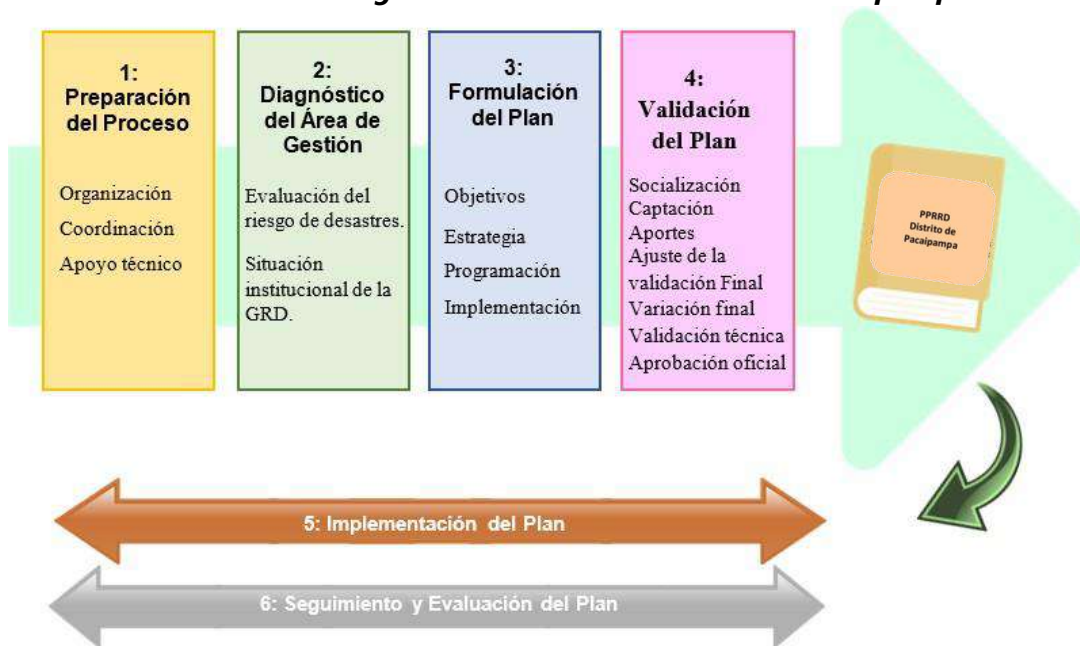 1:
Preparación
del Proceso
Organización
Coordinación
Apoyo técnico
2:
Diagnóstico
del Área de
Gestión
Evaluación del
riesgo de desastres.
Situación
institucional de la
GRD.
3:
Formulación
del Plan
Objetivos
Estrategia
Programación
Implementación
4:
Validación
del Plan
Socialización
Captación
Aportes
Ajuste de la
validación Final
Variación final
Validación técnica
Aprobación oficial
PPRRD
Distrito de
Pacaipampa
5: Implementación del Plan
6: Seguimiento y Evaluación del Plan